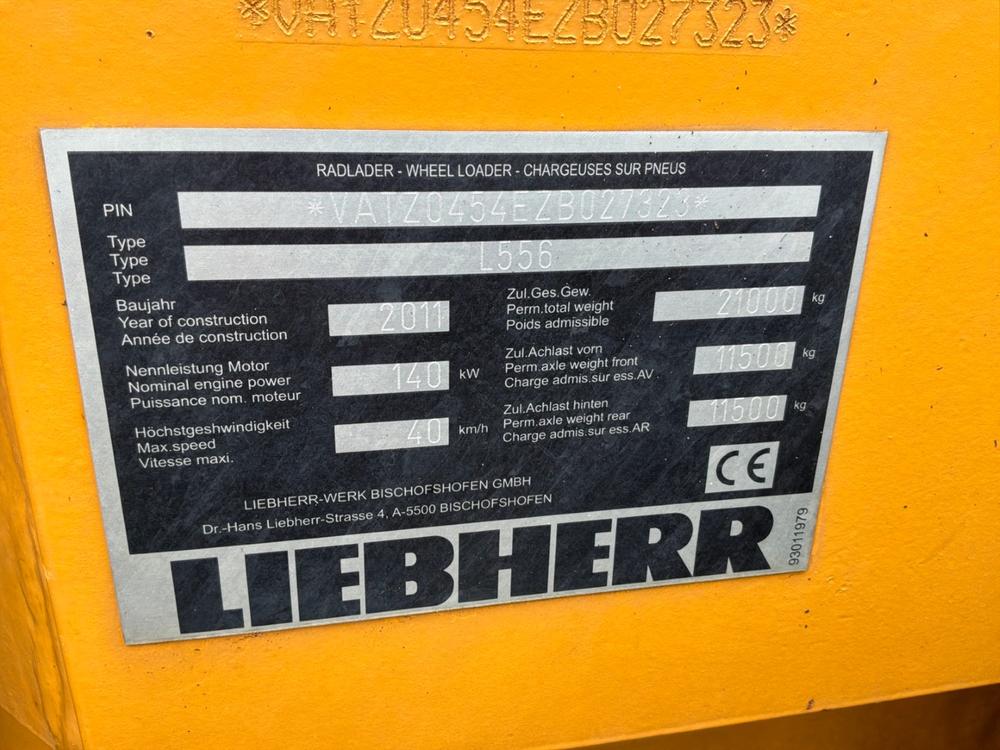 *VATZ0454EZB027323*
RADLADER - WHEEL LOADER - CHARGEUSES SUR PNEUS
PIN *VATZ0454EZB027323*
Type
Type L556
Type
Baujahr
Year of construction 2011
Année de construction
Zul.Ges.Gew.
Perm.total weight 21000 kg
Poids admissible
Nennleistung Motor
Nominal engine power 140 kW
Puissance nom. moteur
Zul.Achlast vorn
Perm.axle weight front 11500 kg
Charge admis.sur ess.AV.
Höchstgeshwindigkeit
Max.speed 40 km/h
Vitesse maxi.
Zul.Achlast hinten
Perm.axle weight rear 11500 kg
Charge admis.sur ess.AR
CE
LIEBHERR-WERK BISCHOFSHOFEN GMBH
Dr.-Hans Liebherr-Strasse 4, A-5500 BISCHOFSHOFEN
LIEBHERR
93011979